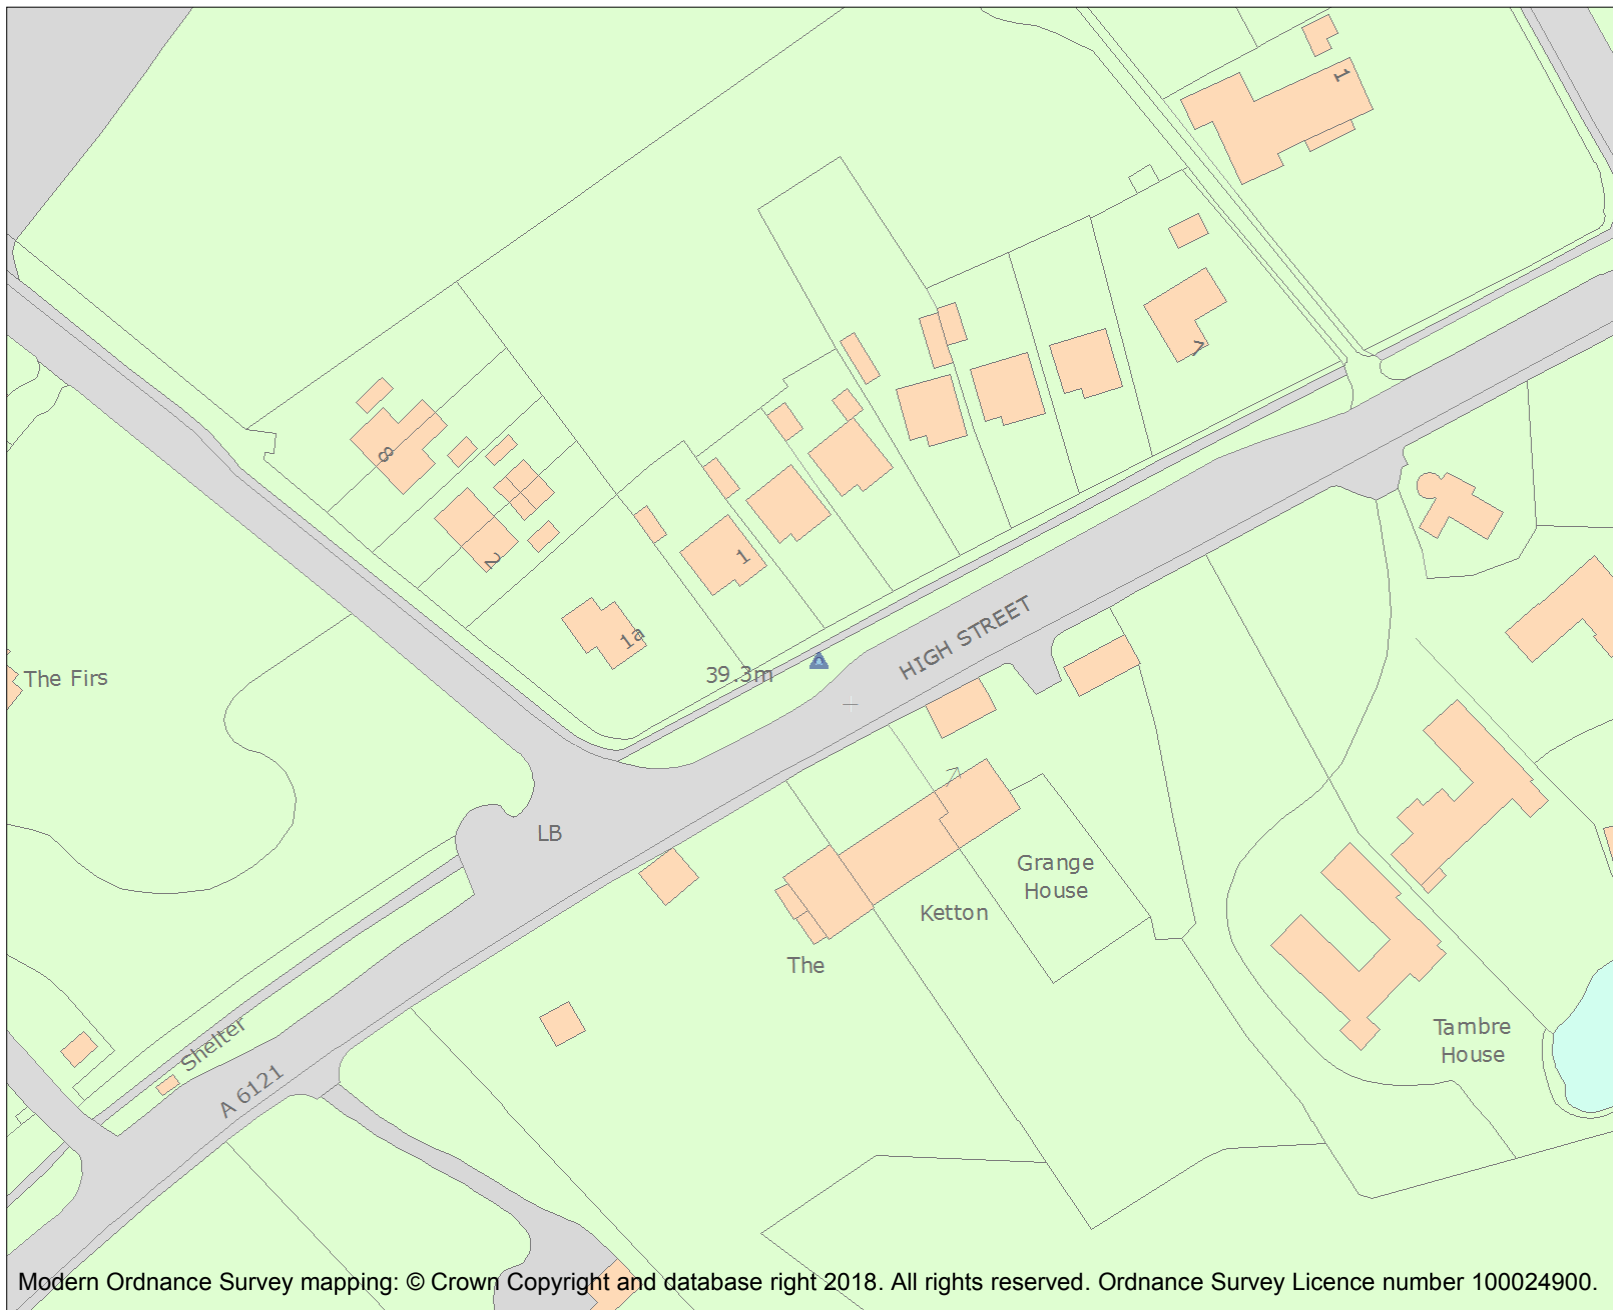 1
7
8
2
1
1a
HIGH STREET
39.3m
The Firs
LB
Grange
House
Ketton
The
Tambre
House
Shelter
A 6121
Modern Ordnance Survey mapping: © Crown Copyright and database right 2018. All rights reserved. Ordnance Survey Licence number 100024900.